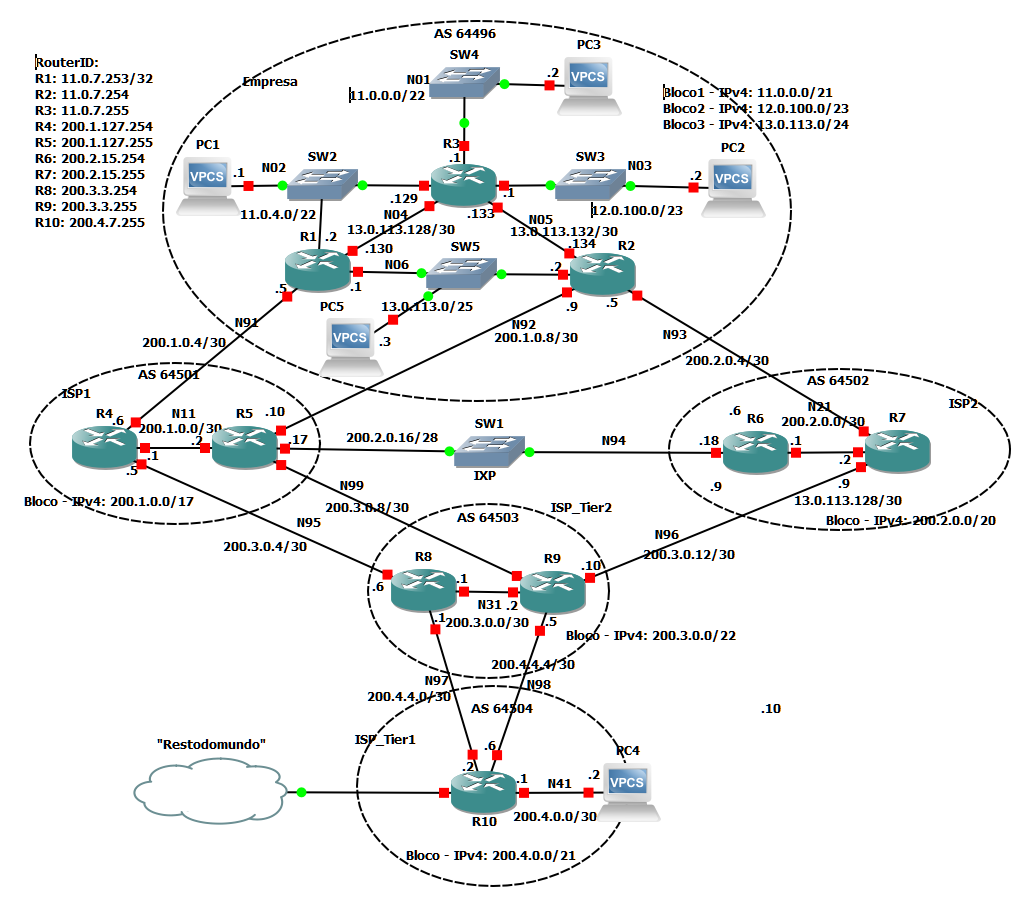 AS 64496
RouterID:
R1: 11.0.7.253/32
R2: 11.0.7.254
R3: 11.0.7.255
R4: 200.1.127.254
R5: 200.1.127.255
R6: 200.2.15.254
R7: 200.2.15.255
R8: 200.3.3.254
R9: 200.3.3.255
R10: 200.4.7.255
Empresa
SW4
PC3
VPCS
.2
N01
11.0.0.0/22
Bloco1 - IPv4: 11.0.0.0/21
Bloco2 - IPv4: 12.0.100.0/23
Bloco3 - IPv4: 13.0.113.0/24
R3
.1
PC1
VPCS
.1
N02
SW2
11.0.4.0/22
.129
.1
SW3
N03
PC2
VPCS
.2
12.0.100.0/23
N04
13.0.113.128/30
.133
N05
13.0.113.132/30
.134
R1
.2
.130
SW5
R2
N06
.1
.2
.5
.9
.5
PC5
VPCS
.3
13.0.113.0/25
N91
200.1.0.4/30
N92
200.1.0.8/30
N93
200.2.0.4/30
AS 64501
ISP1
R4
.6
N11
200.1.0.0/30
R5
.10
.2
.17
.1
.5
Bloco - IPv4: 200.1.0.0/17
200.2.0.16/28
SW1
IXP
N94
AS 64502
ISP2
.6
R6
N21
200.2.0.0/30
R7
.18
.1
.2
.9
.9
13.0.113.128/30
Bloco - IPv4: 200.2.0.0/20
N99
200.3.0.8/30
N95
200.3.0.4/30
N96
200.3.0.12/30
ISP_Tier2
AS 64503
R8
R9
.10
.6
.1
N31
.2
200.3.0.0/30
.1
.5
Bloco - IPv4: 200.3.0.0/22
N97
200.4.4.0/30
200.4.4.4/30
N98
AS 64504
.10
ISP_Tier1
"Restodomundo"
.6
.2
R10
.1
N41
.2
PC4
VPCS
200.4.0.0/30
Bloco - IPv4: 200.4.0.0/21